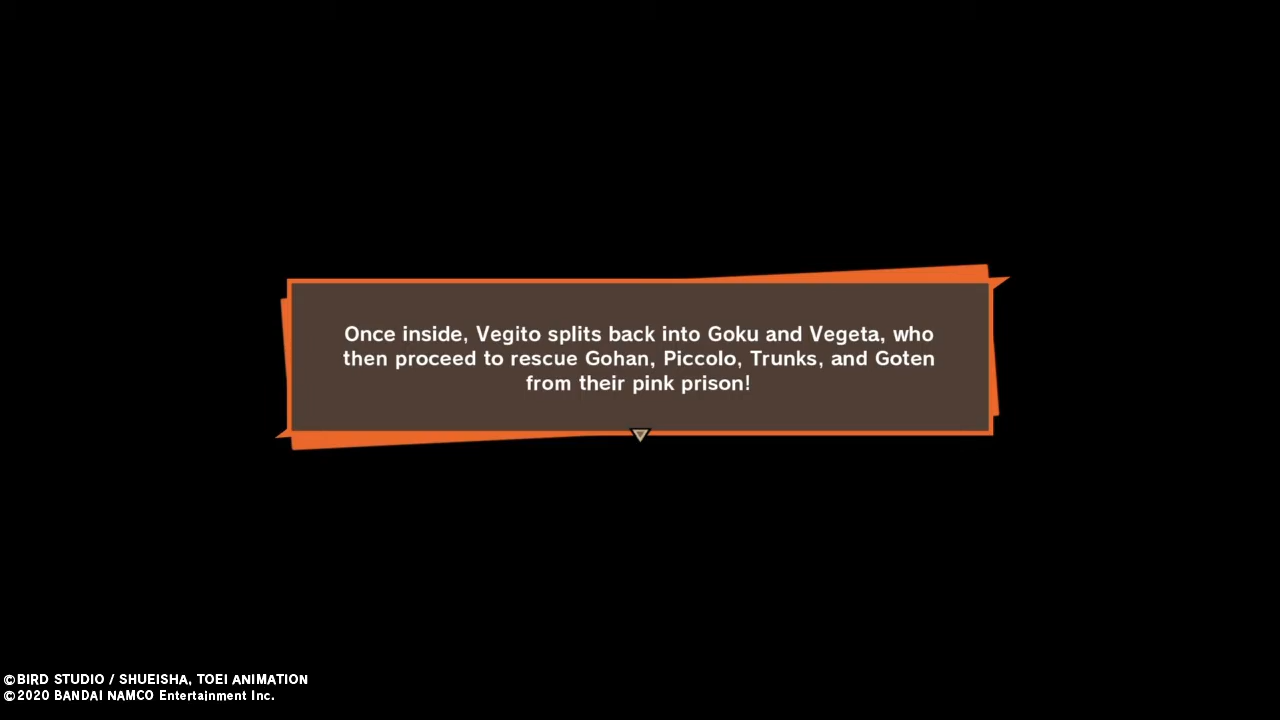 Once inside, Vegito splits back into Goku and Vegeta, who
then proceed to rescue Gohan, Piccolo, Trunks, and Goten
from their pink prison!
©BIRD STUDIO / SHUEISHA, TOEI ANIMATION
©2020 BANDAI NAMCO Entertainment Inc.